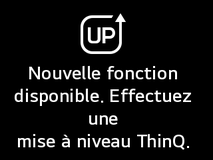 UP
Nouvelle fonction
disponible. Effectuez
une
mise à niveau ThinQ.